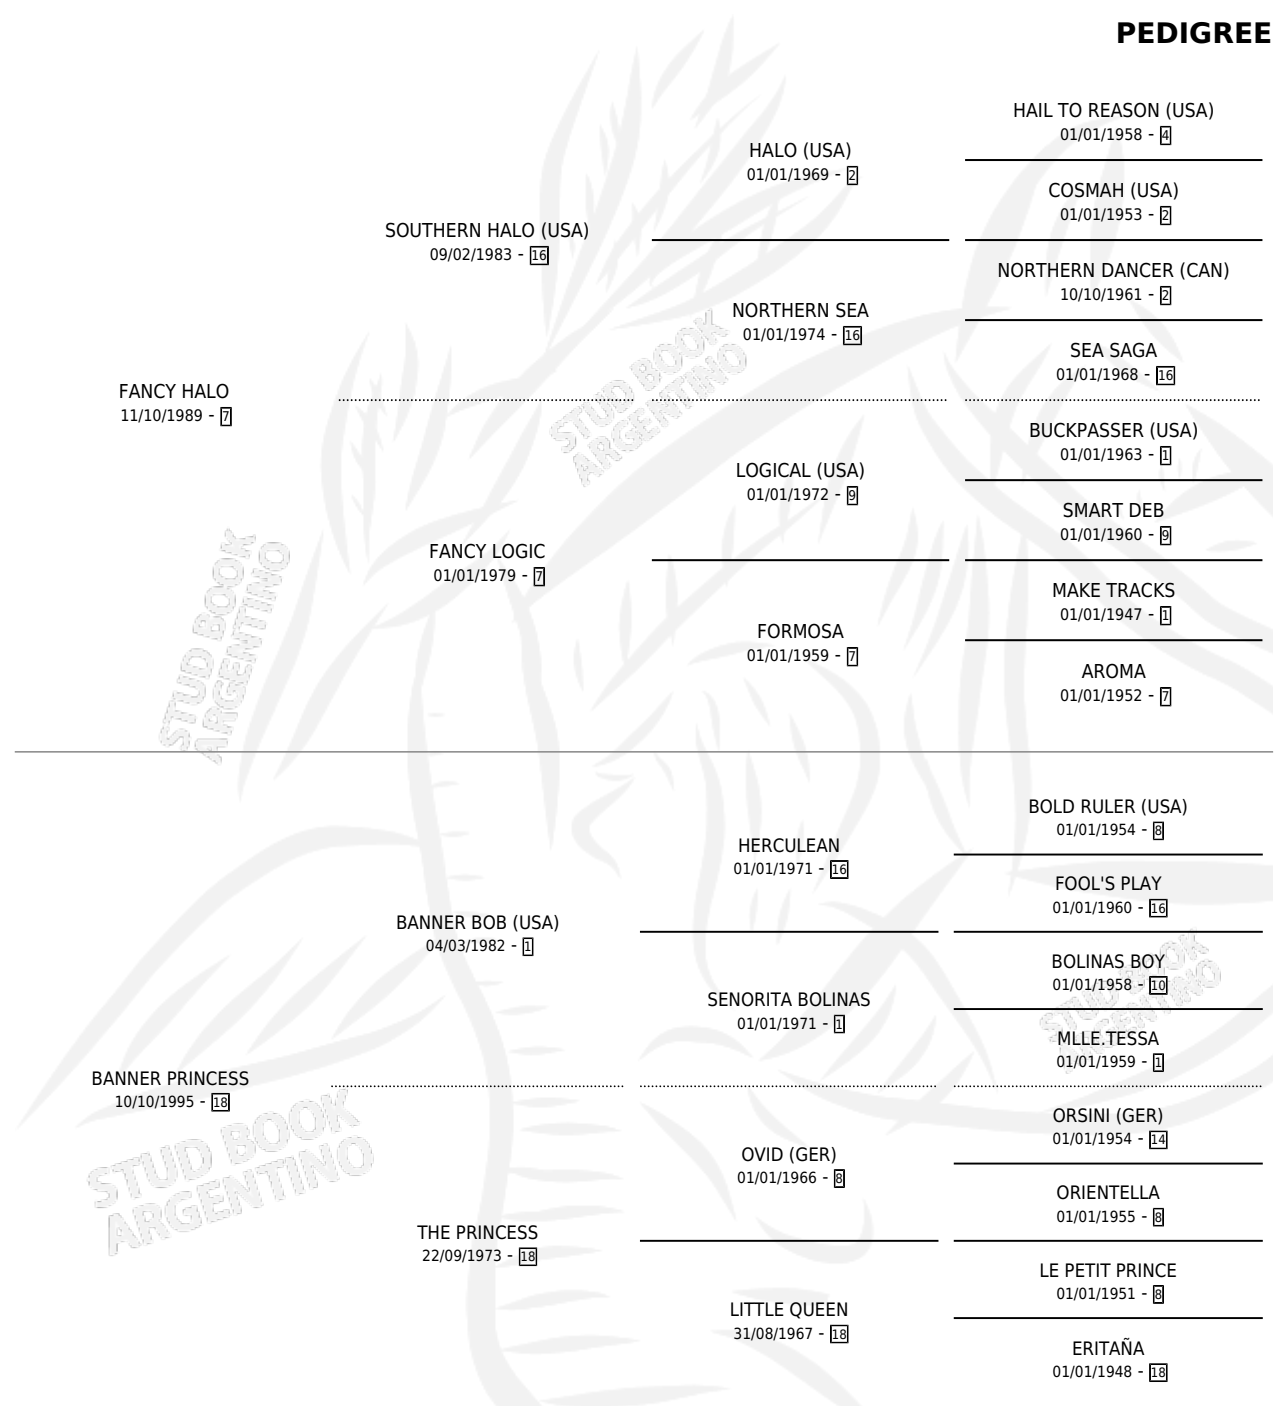 PEDIGREE
FANCY HALO
11/10/1989 - 7
SOUTHERN HALO (USA)
09/02/1983 - 16
FANCY LOGIC
01/01/1979 - 7
HALO (USA)
01/01/1969 - 2
NORTHERN SEA
01/01/1974 - 16
LOGICAL (USA)
01/01/1972 - 9
FORMOSA
01/01/1959 - 7
HAIL TO REASON (USA)
01/01/1958 - 4
COSMAH (USA)
01/01/1953 - 2
NORTHERN DANCER (CAN)
10/10/1961 - 2
SEA SAGA
01/01/1968 - 16
BUCKPASSER (USA)
01/01/1963 - 1
SMART DEB
01/01/1960 - 9
MAKE TRACKS
01/01/1947 - 1
AROMA
01/01/1952 - 7
BANNER PRINCESS
10/10/1995 - 18
BANNER BOB (USA)
04/03/1982 - 1
THE PRINCESS
22/09/1973 - 18
HERCULEAN
01/01/1971 - 16
SENORITA BOLINAS
01/01/1971 - 1
OVID (GER)
01/01/1966 - 8
LITTLE QUEEN
31/08/1967 - 18
BOLD RULER (USA)
01/01/1954 - 8
FOOL'S PLAY
01/01/1960 - 16
BOLINAS BOY
01/01/1958 - 10
MLLE.TESSA
01/01/1959 - 1
ORSINI (GER)
01/01/1954 - 14
ORIENTELLA
01/01/1955 - 8
LE PETIT PRINCE
01/01/1951 - 8
ERITAÑA
01/01/1948 - 18
STUD BOOK
ARGENTINO
STUD BOOK
ARGENTINO
STUD BOOK
ARGENTINO
STUD BOOK
ARGENTINO